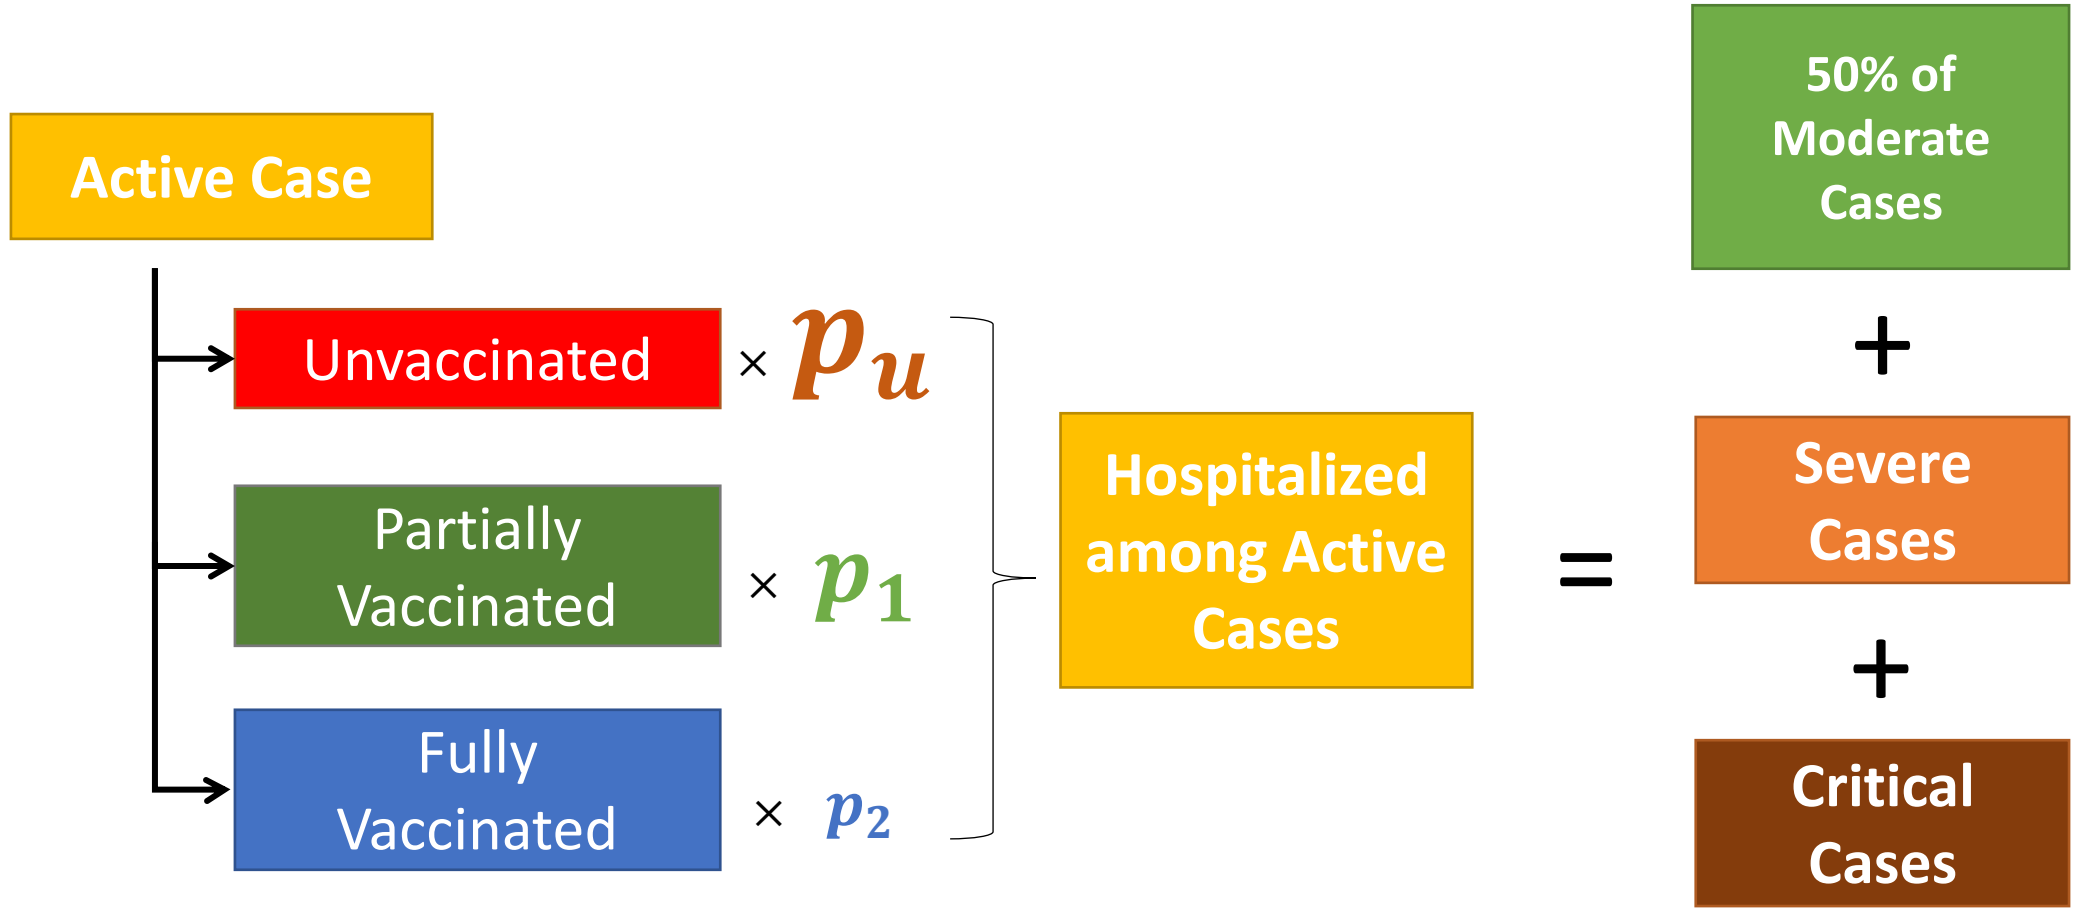 Active Case
Unvaccinated
× pᵤ
Partially
Vaccinated
× p₁
Fully
Vaccinated
× p₂
Hospitalized
among Active
Cases
=
50% of
Moderate
Cases
+
Severe
Cases
+
Critical
Cases